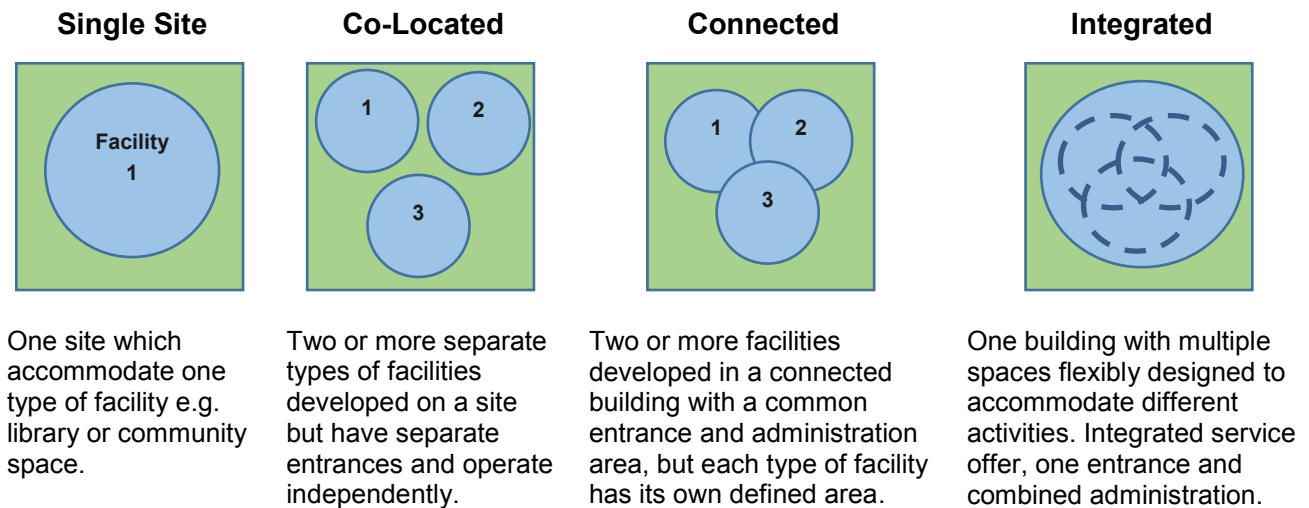 Single Site
Co-Located
Connected
Integrated
Facility
1
1
2
3
1
2
3
One site which
accommodate one
type of facility e.g.
library or community
space.
Two or more separate
types of facilities
developed on a site
but have separate
entrances and operate
independently.
Two or more facilities
developed in a connected
building with a common
entrance and administration
area, but each type of facility
has its own defined area.
One building with multiple
spaces flexibly designed to
accommodate different
activities. Integrated service
offer, one entrance and
combined administration.